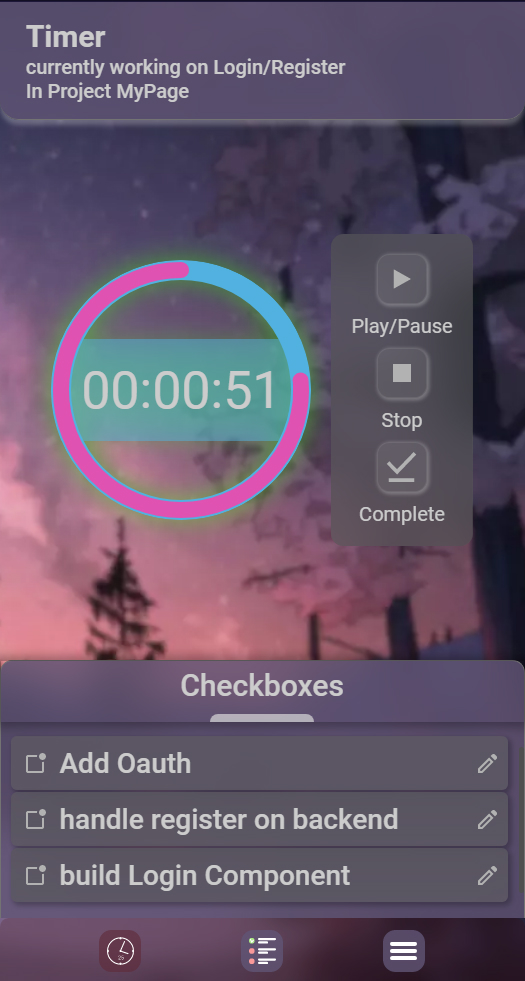 Timer
currently working on Login/Register
In Project MyPage
00:00:51
Play/Pause
Stop
Complete
Checkboxes
Add Oauth
handle register on backend
build Login Component